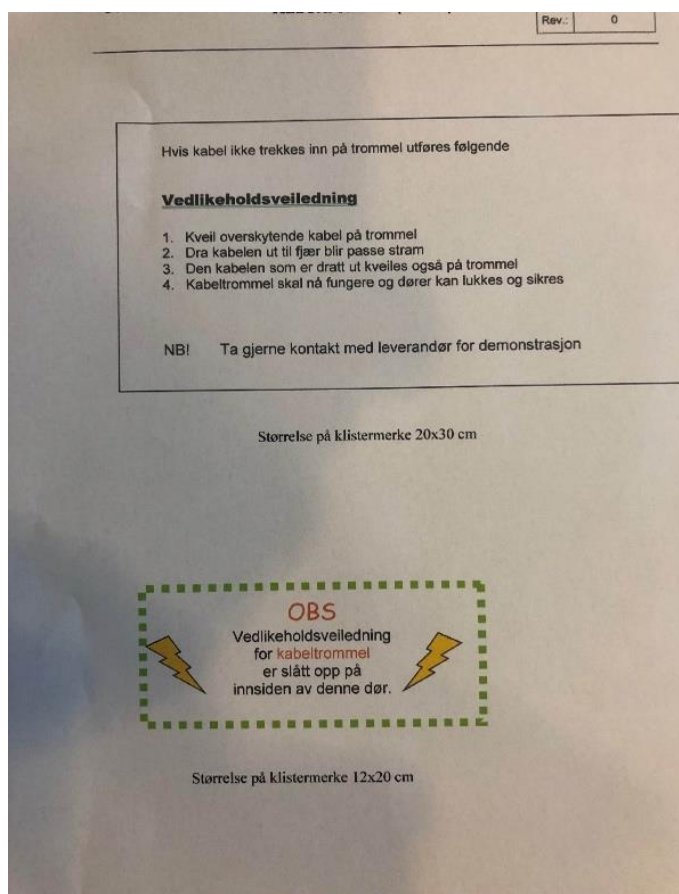 Rev.: 0
Hvis kabel ikke trekkes inn på trommel utføres følgende
Vedlikeholdsveiledning
1. Kveil overskytende kabel på trommel
2. Dra kabelen ut til fjær blir passe stram
3. Den kabelen som er dratt ut kveiles også på trommel
4. Kabeltrommel skal nå fungere og dører kan lukkes og sikres
NB! Ta gjerne kontakt med leverandør for demonstrasjon
Størrelse på klistermerke 20x30 cm
OBS
Vedlikeholdsveiledning
for kabeltrommel
er slått opp på
innsiden av denne dør.
Størrelse på klistermerke 12x20 cm